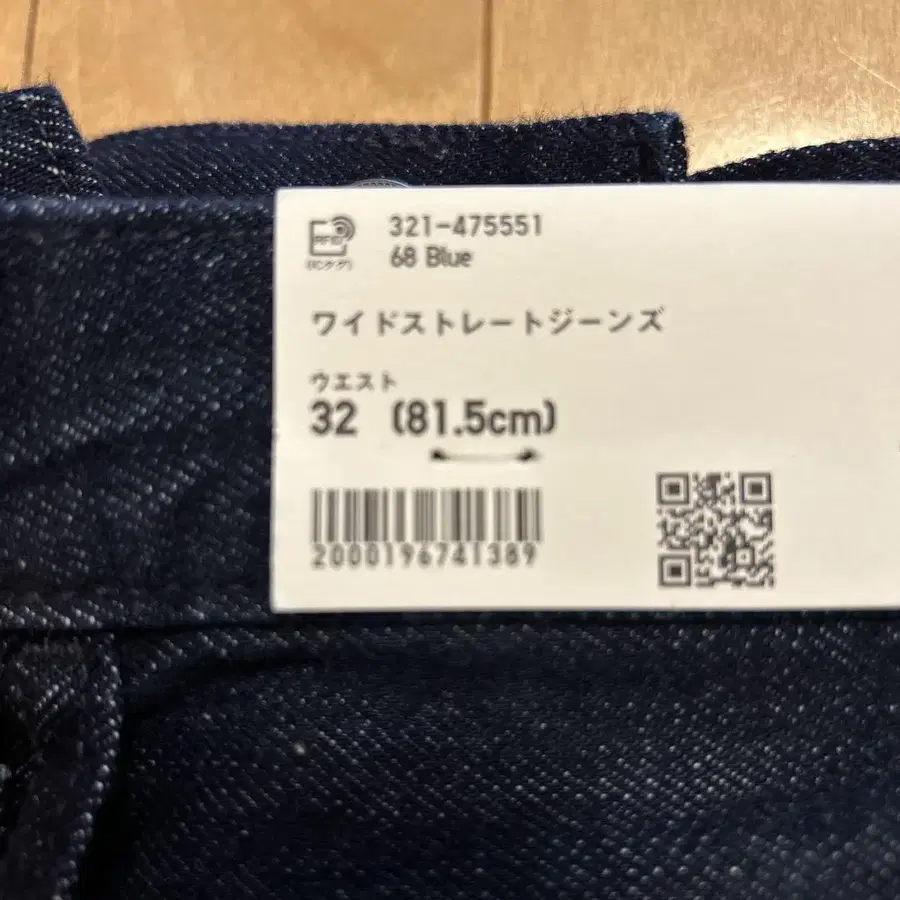 RFID
321-475551
(ICタグ)
68 Blue
ワイドストレートジーンズ
ウエスト
32 (81.5cm)
2000196741389